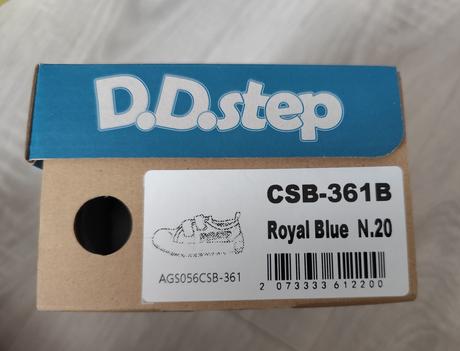 D.D.step
CSB-361B
Royal Blue N.20
AGS056CSB-361
2 073333 612200